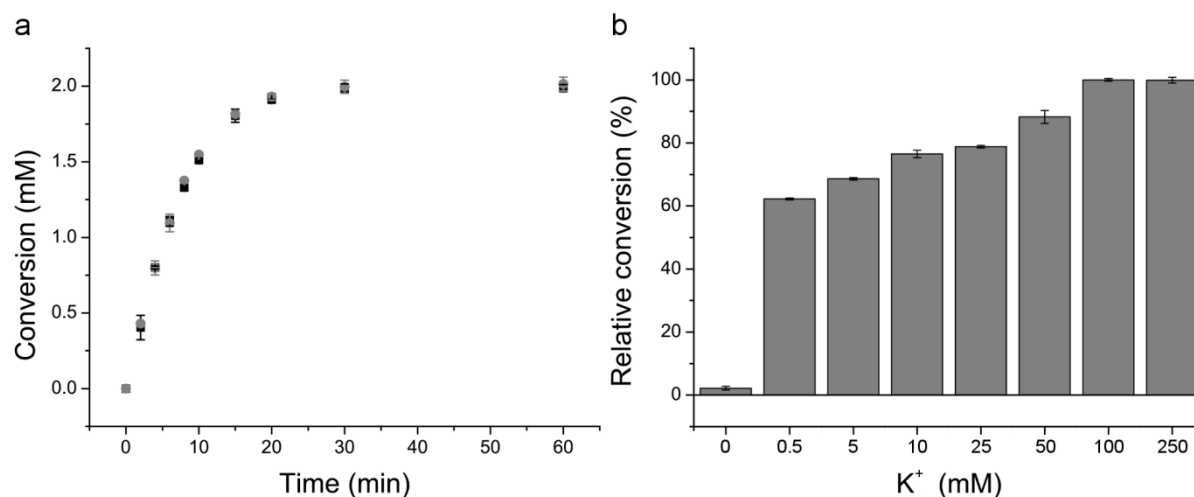 a
Conversion (mM)
2.0
1.5
1.0
0.5
0.0
0 10 20 30 40 50 60
Time (min)
b
Relative conversion (%)
100
80
60
40
20
0
0 0.5 5 10 25 50 100 250
K⁺ (mM)